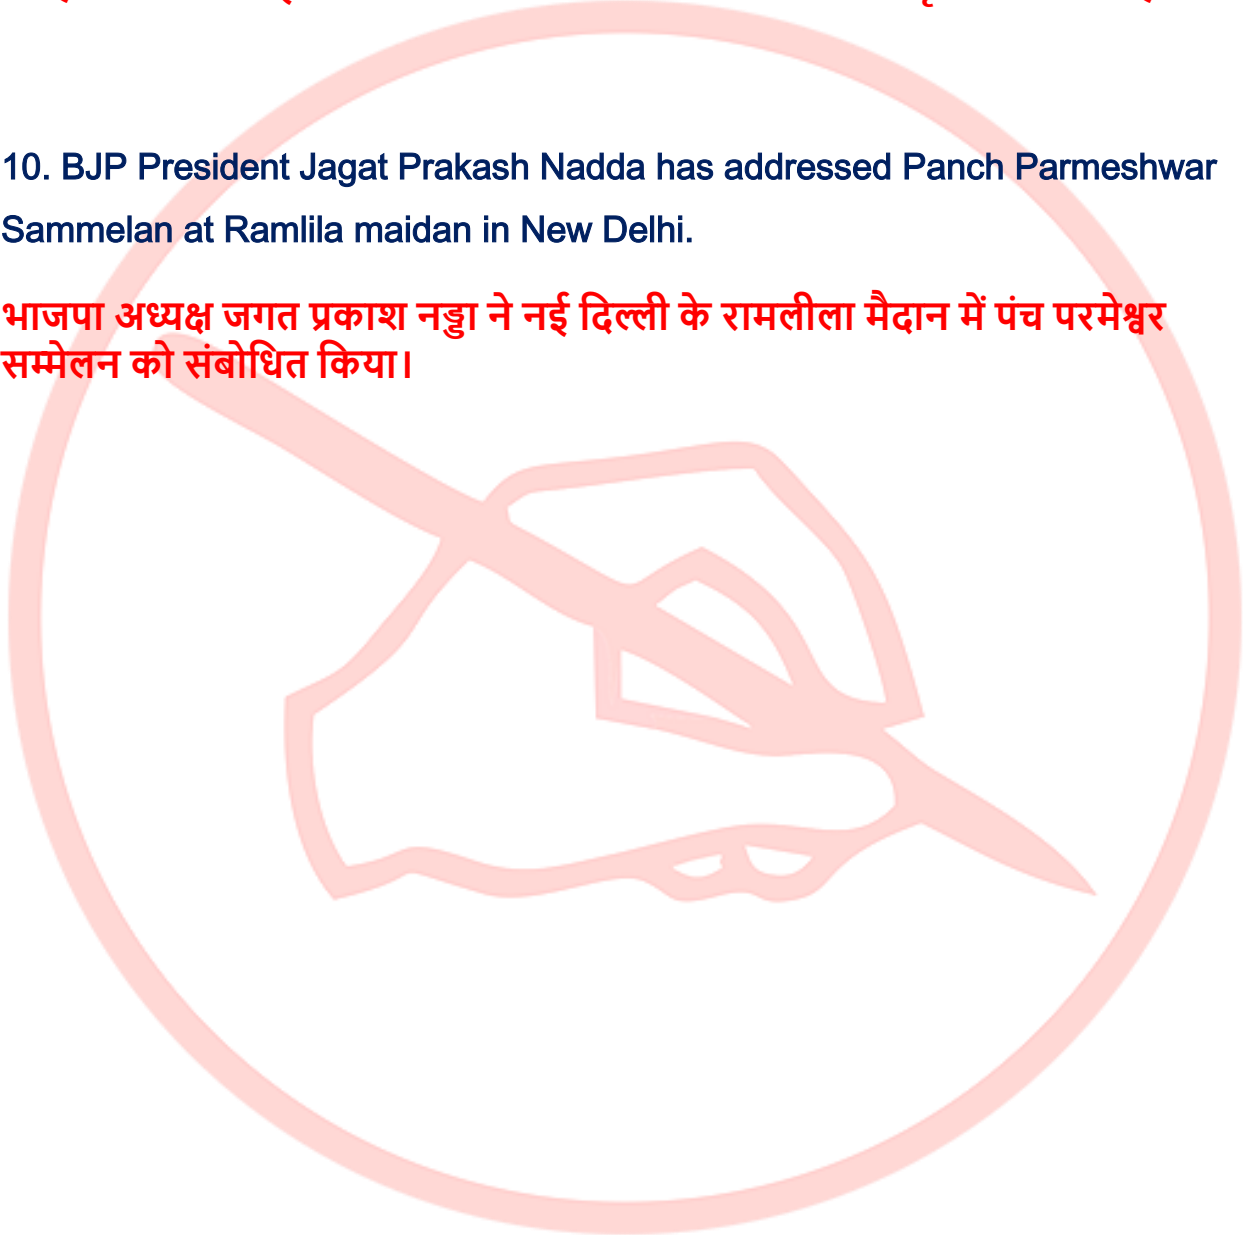 10. BJP President Jagat Prakash Nadda has addressed Panch Parmeshwar
Sammelan at Ramlila maidan in New Delhi.
भाजपा अध्यक्ष जगत प्रकाश नड्डा ने नई दिल्ली के रामलीला मैदान में पंच परमेश्वर
सम्मेलन को संबोधित किया।